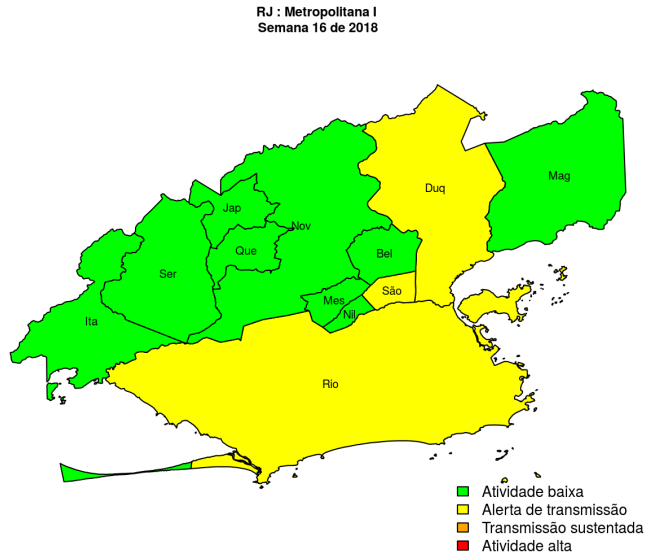 RJ : Metropolitana I
Semana 16 de 2018
Duq
Mag
Jap
Nov
Que
Bel
Ser
São
Mes
Nil
Ita
Rio
Atividade baixa
Alerta de transmissão
Transmissão sustentada
Atividade alta